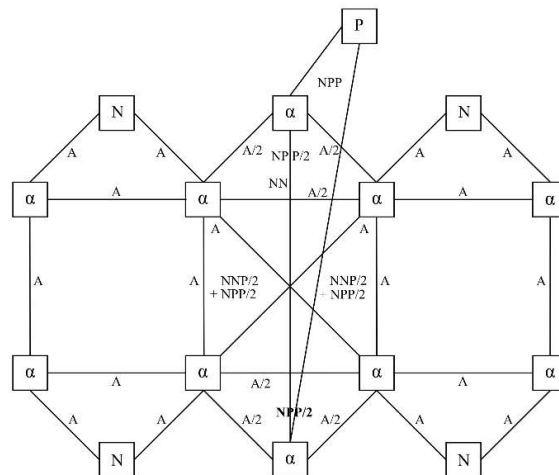 P
NPP
N α N
A A A/2 NPP/2 A/2 A A
NN
α A α A/2 α A α
A A
A A NNP/2 NNP/2 A A
+ NPP/2 + NPP/2
α A α A/2 α A α
A A A/2 NPP/2 A/2 A A
N α N